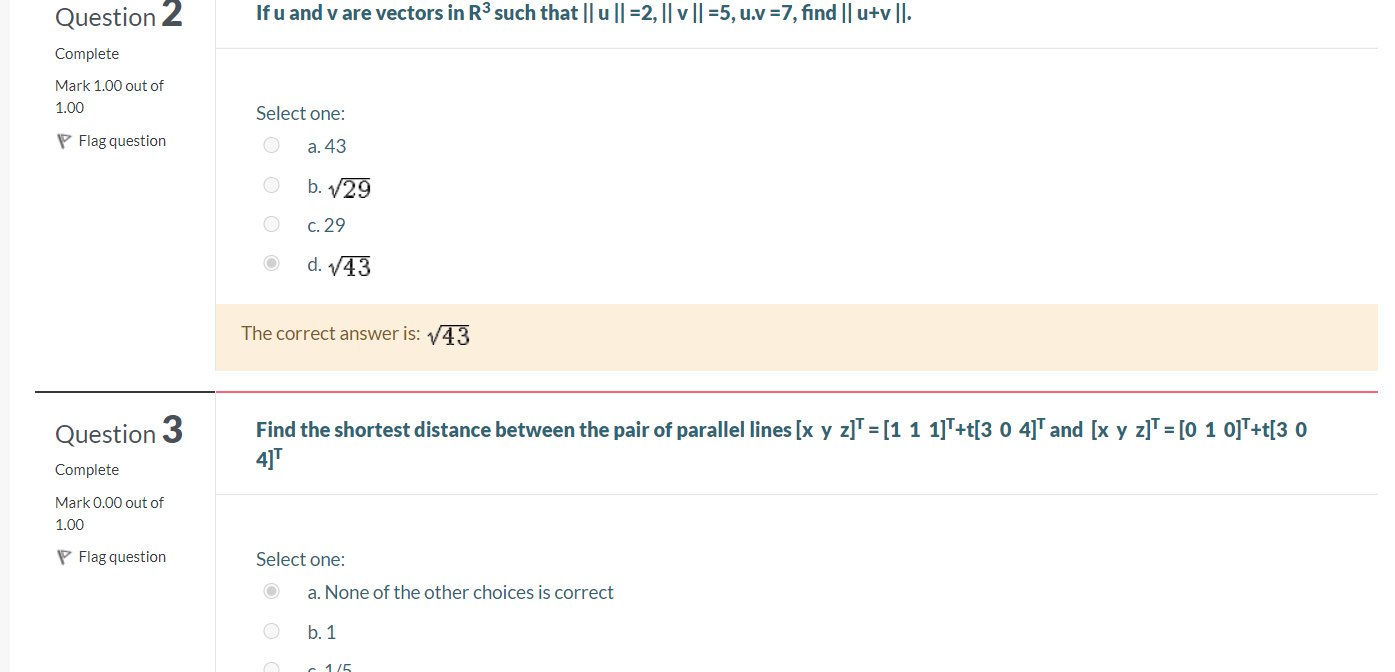 Question 2
If u and v are vectors in R³ such that || u || =2, || v || =5, u.v =7, find || u+v ||.
Complete
Mark 1.00 out of
1.00
Flag question
Select one:
a. 43
b. √29
c. 29
d. √43
The correct answer is: √43
Question 3
Find the shortest distance between the pair of parallel lines [x y z]ᵀ = [1 1 1]ᵀ+t[3 0 4]ᵀ and [x y z]ᵀ = [0 1 0]ᵀ+t[3 0
4]ᵀ
Complete
Mark 0.00 out of
1.00
Flag question
Select one:
a. None of the other choices is correct
b. 1
c. 1/5